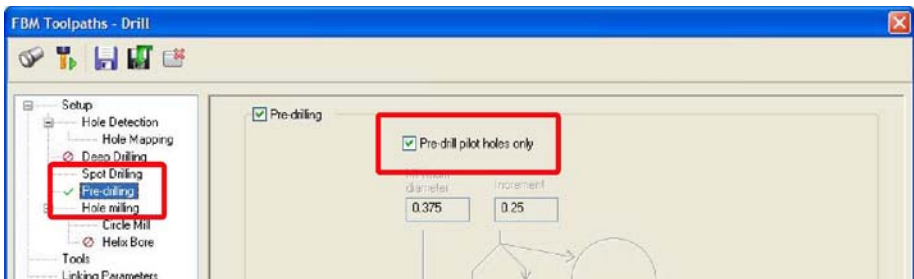 FBM Toolpaths - Drill
Setup
Hole Detection
Hole Mapping
Deep Drilling
Spot Drilling
Pre-drilling
Hole milling
Circle Mill
Helix Bore
Tools
Linking Parameters
Pre-drilling
Pre-drill pilot holes only
diameter
Increment
0.375
0.25